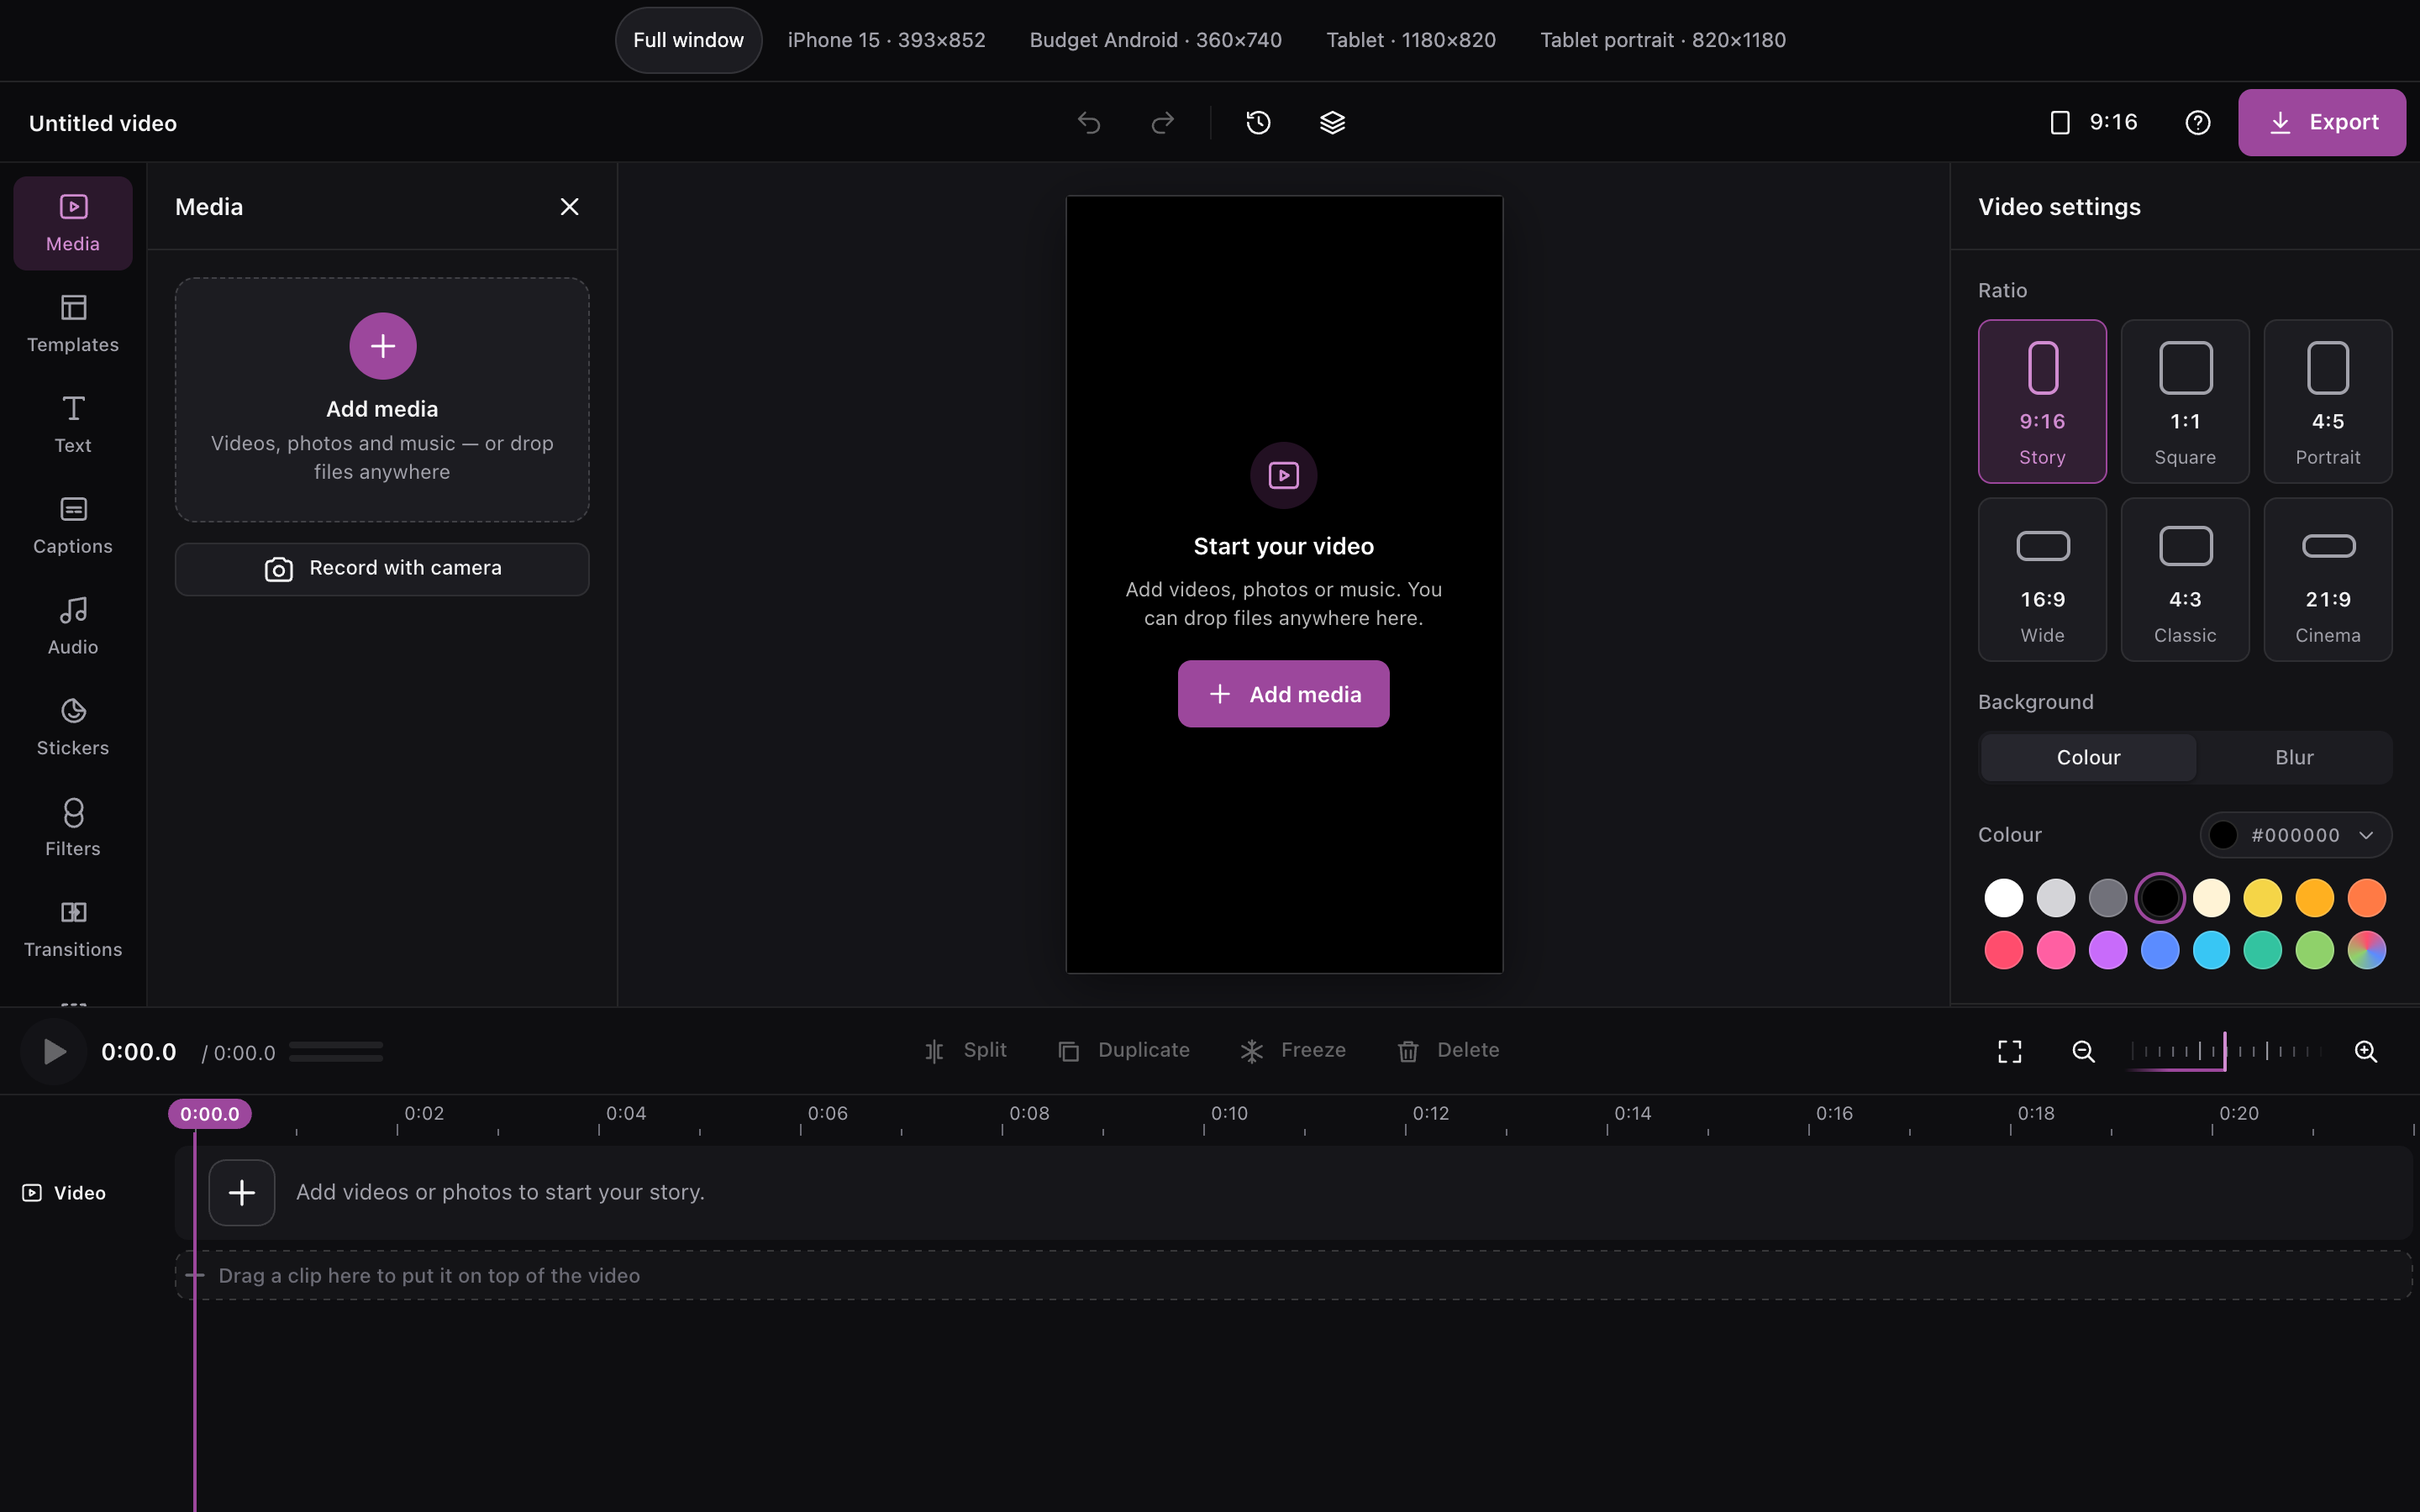 Full window
iPhone 15 · 393×852
Budget Android · 360×740
Tablet · 1180×820
Tablet portrait · 820×1180
Untitled video
9:16
Export
Media
Templates
Text
Captions
Audio
Stickers
Filters
Transitions
Media
Add media
Videos, photos and music — or drop
files anywhere
Record with camera
Start your video
Add videos, photos or music. You
can drop files anywhere here.
Add media
Video settings
Ratio
9:16
Story
1:1
Square
4:5
Portrait
16:9
Wide
4:3
Classic
21:9
Cinema
Background
Colour
Blur
Colour
#000000
0:00.0
/ 0:00.0
Split
Duplicate
Freeze
Delete
0:00.0
0:02
0:04
0:06
0:08
0:10
0:12
0:14
0:16
0:18
0:20
Video
Add videos or photos to start your story.
Drag a clip here to put it on top of the video